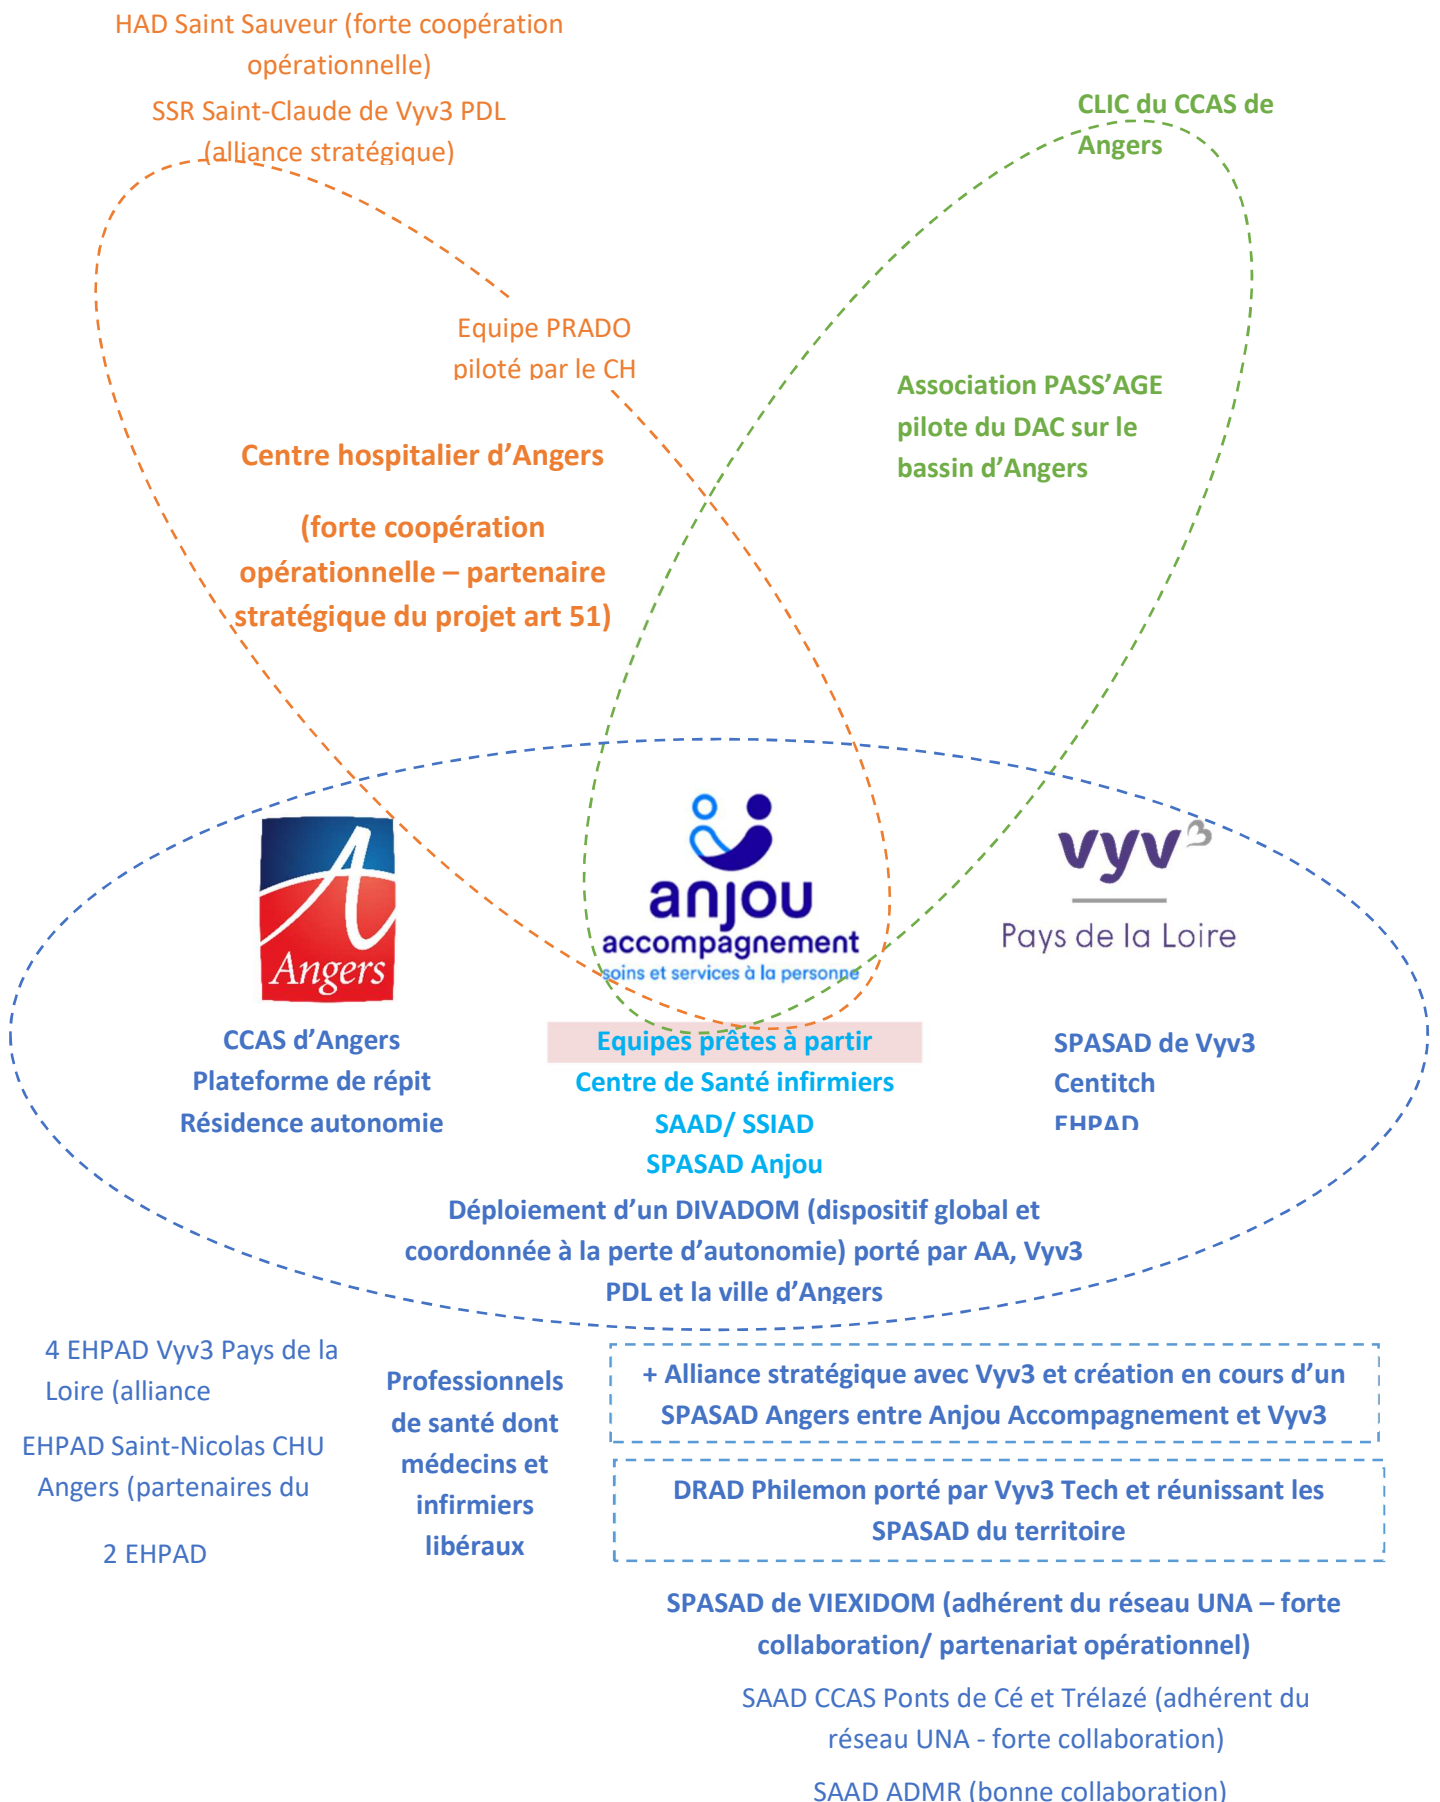 HAD Saint Sauveur (forte coopération
opérationnelle)
SSR Saint-Claude de Vyv3 PDL
(alliance stratégique)
CLIC du CCAS de
Angers
Equipe PRADO
piloté par le CH
Association PASS’AGE
pilote du DAC sur le
bassin d’Angers
Centre hospitalier d’Angers
(forte coopération
opérationnelle – partenaire
stratégique du projet art 51)
Angers
anjou
accompagnement
soins et services à la personne
vyv3
Pays de la Loire
CCAS d’Angers
Plateforme de répit
Résidence autonomie
Equipes prêtes à partir
Centre de Santé infirmiers
SAAD/ SSIAD
SPASAD Anjou
SPASAD de Vyv3
Centitch
EHPAD
Déploiement d’un DIVADOM (dispositif global et
coordonnée à la perte d’autonomie) porté par AA, Vyv3
PDL et la ville d’Angers
4 EHPAD Vyv3 Pays de la
Loire (alliance
EHPAD Saint-Nicolas CHU
Angers (partenaires du
2 EHPAD
Professionnels
de santé dont
médecins et
infirmiers
libéraux
+ Alliance stratégique avec Vyv3 et création en cours d’un
SPASAD Angers entre Anjou Accompagnement et Vyv3
DRAD Philemon porté par Vyv3 Tech et réunissant les
SPASAD du territoire
SPASAD de VIEXIDOM (adhérent du réseau UNA – forte
collaboration/ partenariat opérationnel)
SAAD CCAS Ponts de Cé et Trélazé (adhérent du
réseau UNA - forte collaboration)
SAAD ADMR (bonne collaboration)